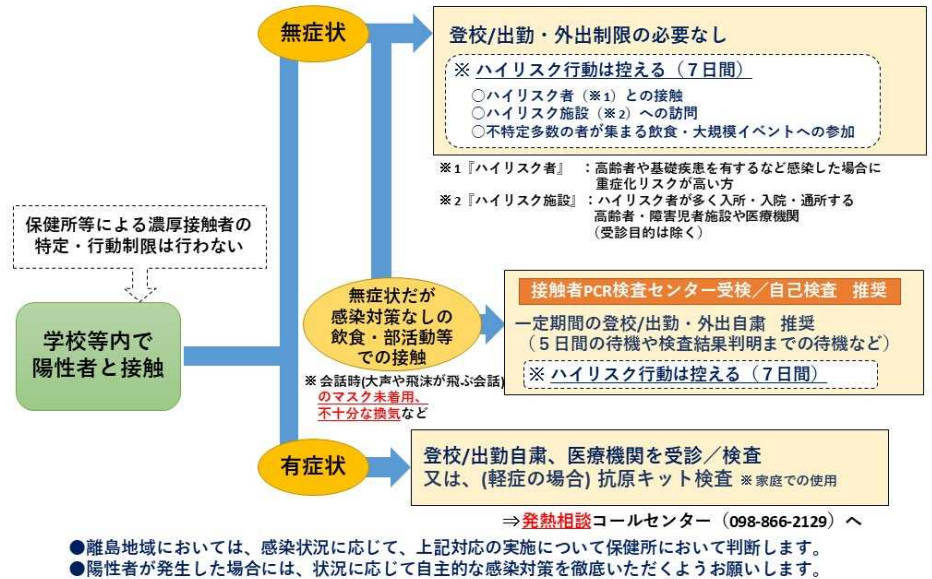 無症状
登校/出勤・外出制限の必要なし
※ ハイリスク行動は控える（７日間）
○ハイリスク者（※1）との接触
○ハイリスク施設（※２）への訪問
○不特定多数の者が集まる飲食・大規模イベントへの参加
※1『ハイリスク者』　：高齢者や基礎疾患を有するなど感染した場合に
重症化リスクが高い方
※２『ハイリスク施設』：ハイリスク者が多く入所・入院・通所する
高齢者・障害児者施設や医療機関
（受診目的は除く）
保健所等による濃厚接触者の
特定・行動制限は行わない
学校等内で
陽性者と接触
無症状だが
感染対策なしの
飲食・部活動等
での接触
※ 会話時(大声や飛沫が飛ぶ会話)
のマスク未着用、
不十分な換気など
接触者PCR検査センター受検／自己検査　推奨
一定期間の登校/出勤・外出自粛　推奨
（５日間の待機や検査結果判明までの待機など）
※ ハイリスク行動は控える（７日間）
有症状
登校/出勤自粛、医療機関を受診／検査
又は、(軽症の場合) 抗原キット検査 ※ 家庭での使用
⇒発熱相談コールセンター（098-866-2129）へ
●離島地域においては、感染状況に応じて、上記対応の実施について保健所において判断します。
●陽性者が発生した場合には、状況に応じて自主的な感染対策を徹底いただくようお願いします。